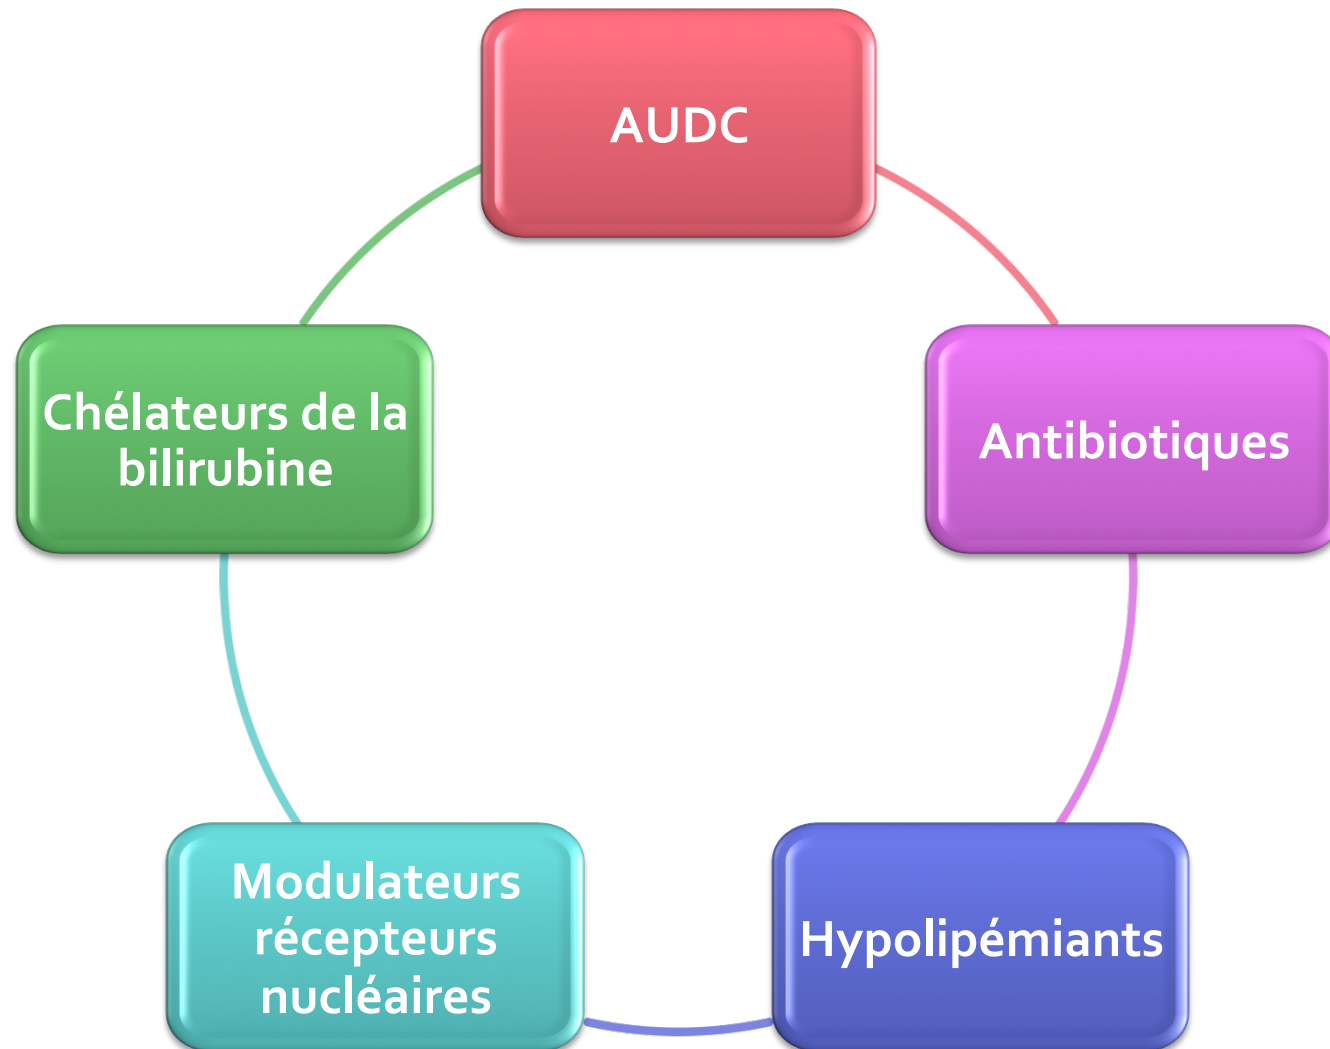 AUDC
Antibiotiques
Hypolipémiants
Modulateurs
récepteurs
nucléaires
Chélateurs de la
bilirubine